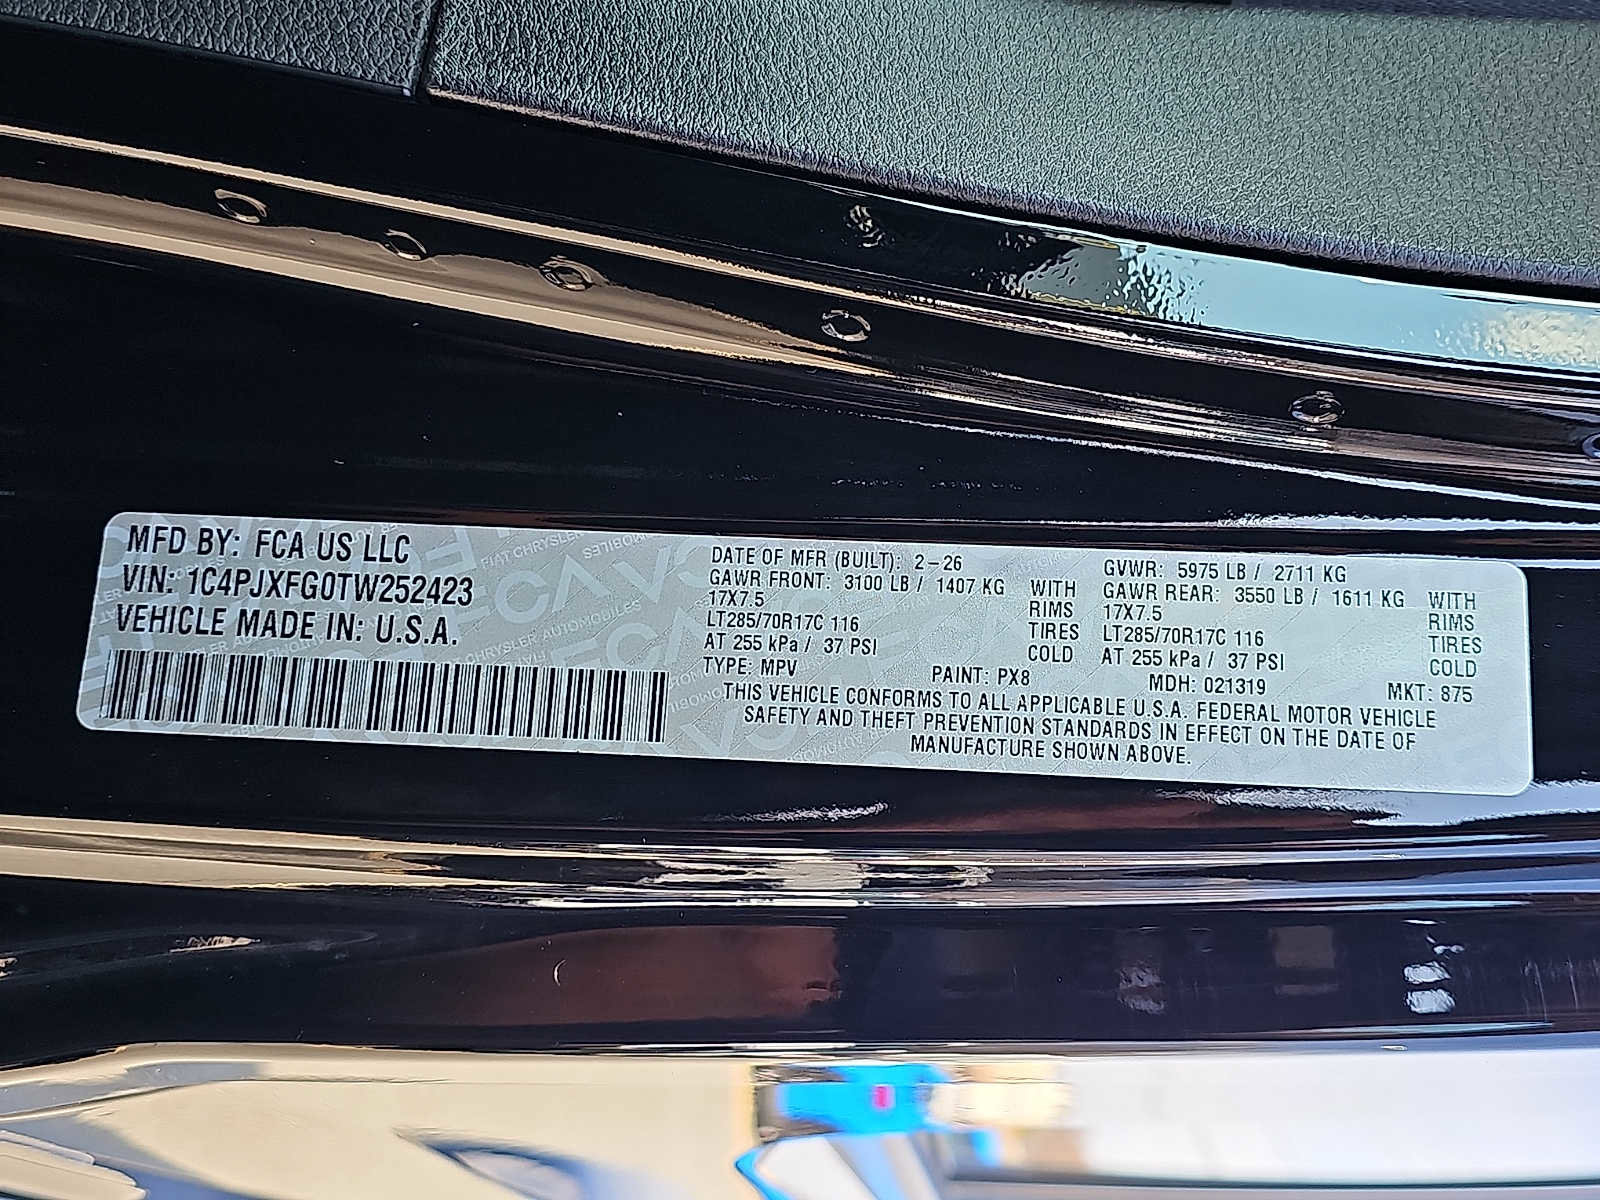 MFD BY: FCA US LLC
VIN: 1C4PJXFG0TW252423
VEHICLE MADE IN: U.S.A.
DATE OF MFR (BUILT): 2-26
GAWR FRONT: 3100 LB / 1407 KG WITH
17X7.5 RIMS
LT285/70R17C 116 TIRES
AT 255 kPa / 37 PSI COLD
GVWR: 5975 LB / 2711 KG
GAWR REAR: 3550 LB / 1611 KG WITH
17X7.5 RIMS
LT285/70R17C 116 TIRES
AT 255 kPa / 37 PSI COLD
TYPE: MPV PAINT: PX8 MDH: 021319 MKT: 875
THIS VEHICLE CONFORMS TO ALL APPLICABLE U.S.A. FEDERAL MOTOR VEHICLE
SAFETY AND THEFT PREVENTION STANDARDS IN EFFECT ON THE DATE OF
MANUFACTURE SHOWN ABOVE.